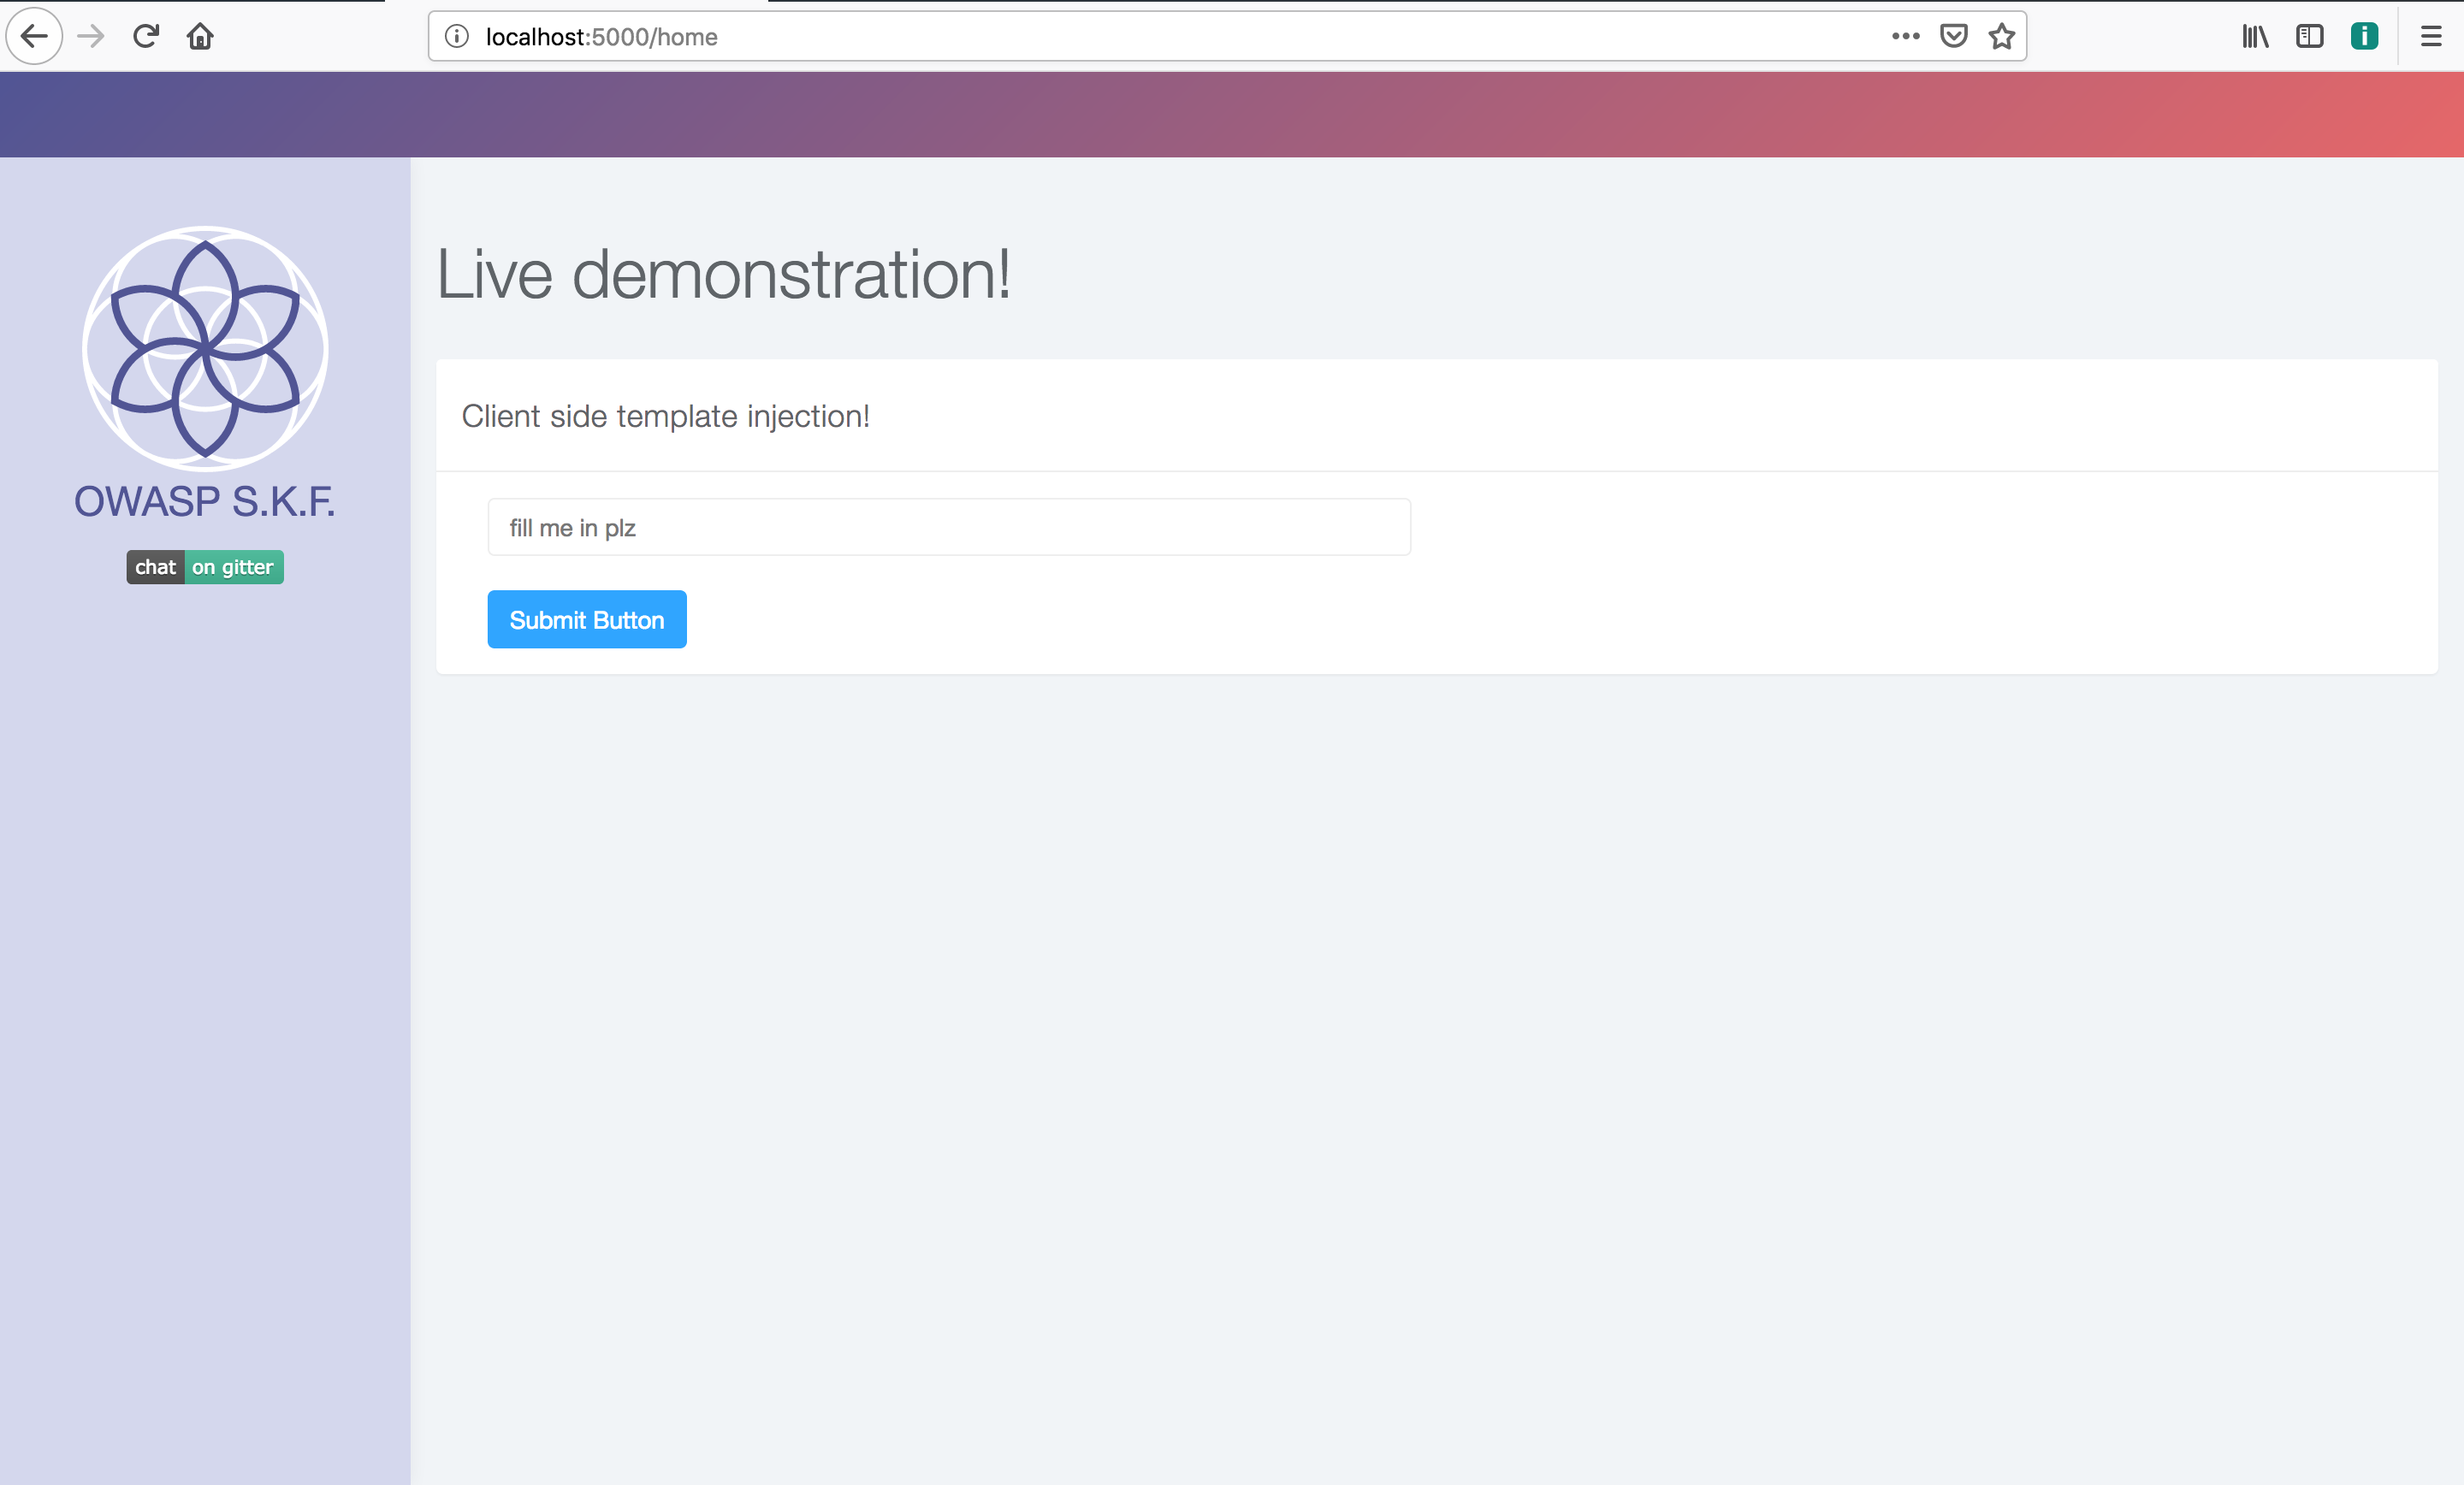 localhost:5000/home
Live demonstration!
Client side template injection!
OWASP S.K.F.
fill me in plz
chat on gitter
Submit Button